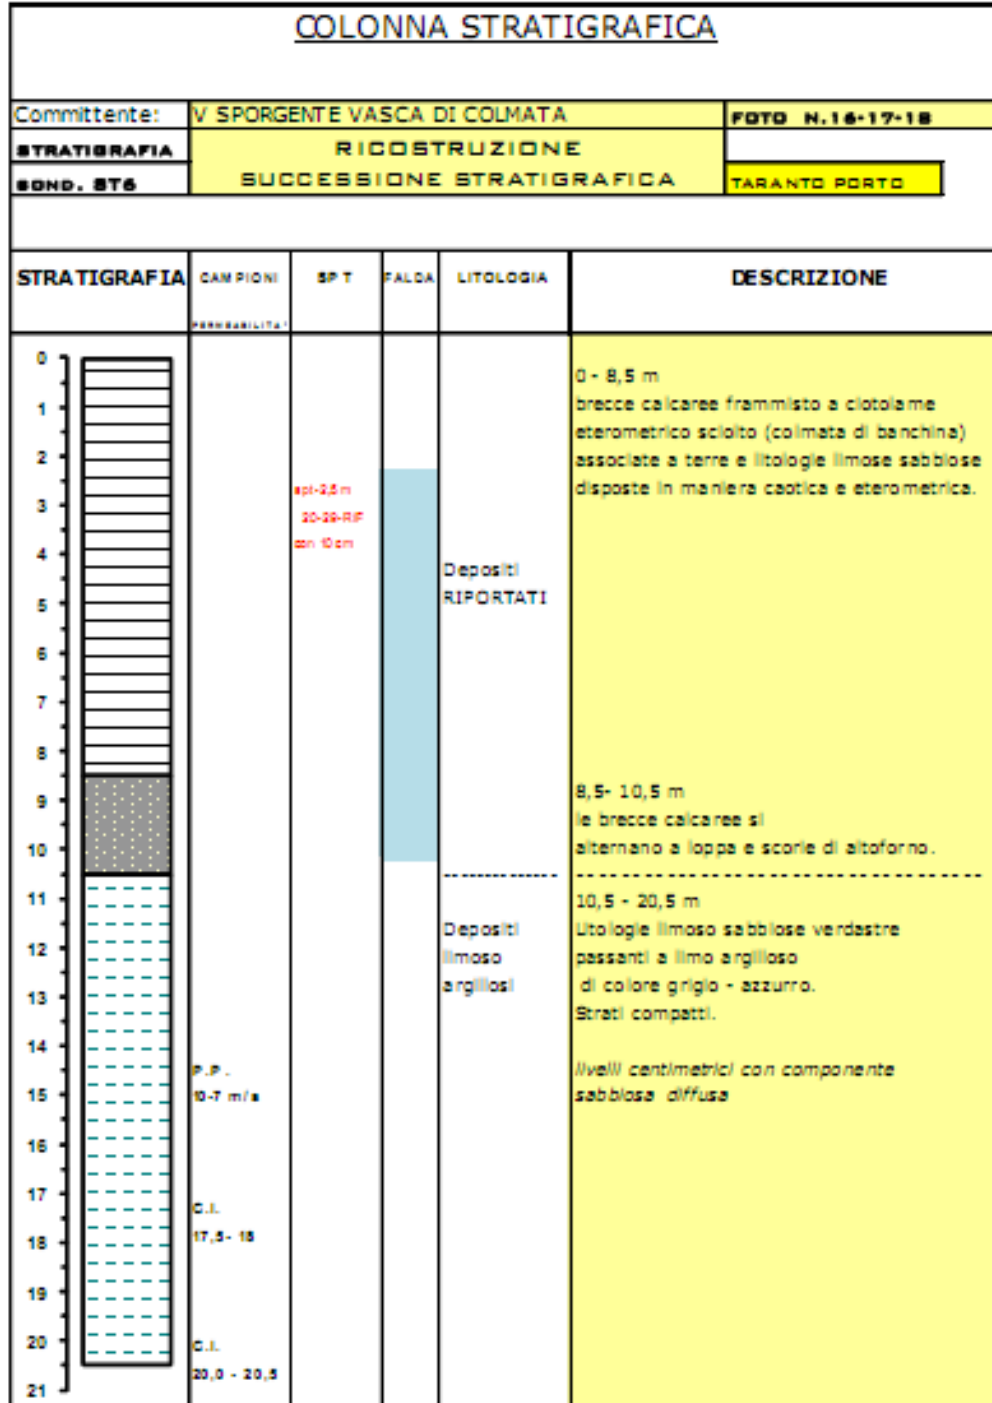 COLONNA STRATIGRAFICA
Committente: V SPORGENTE VASCA DI COLMATA FOTO N.16-17-18
STRATIGRAFIA RICOSTRUZIONE
SOND. ST6 SUCCESSIONE STRATIGRAFICA TARANTO PORTO
STRATIGRAFIA CAMPIONI SPT FALDA LITOLOGIA DESCRIZIONE
PERMEABILITA'
0
1
2
3
4
5
6
7
8
9
10
11
12
13
14
15
16
17
18
19
20
21
P.P.
10-7 m/s
C.I.
17,5- 18
C.I.
20,0 - 20,5
spt-2,5 m
20-29-RIF
con 10 cm
Depositi
RIPORTATI
--------------
Depositi
limoso
argillosi
0 - 8,5 m
brecce calcaree frammisto a ciotolame
eterometrico sciolto (colmata di banchina)
associate a terre e litologie limose sabbiose
disposte in maniera caotica e eterometrica.
8,5- 10,5 m
le brecce calcaree si
alternano a loppa e scorie di altoforno.
--------------------------------------
10,5 - 20,5 m
Litologie limoso sabbiose verdastre
passanti a limo argilloso
di colore grigio - azzurro.
Strati compatti.
livelli centimetrici con componente
sabbiosa diffusa